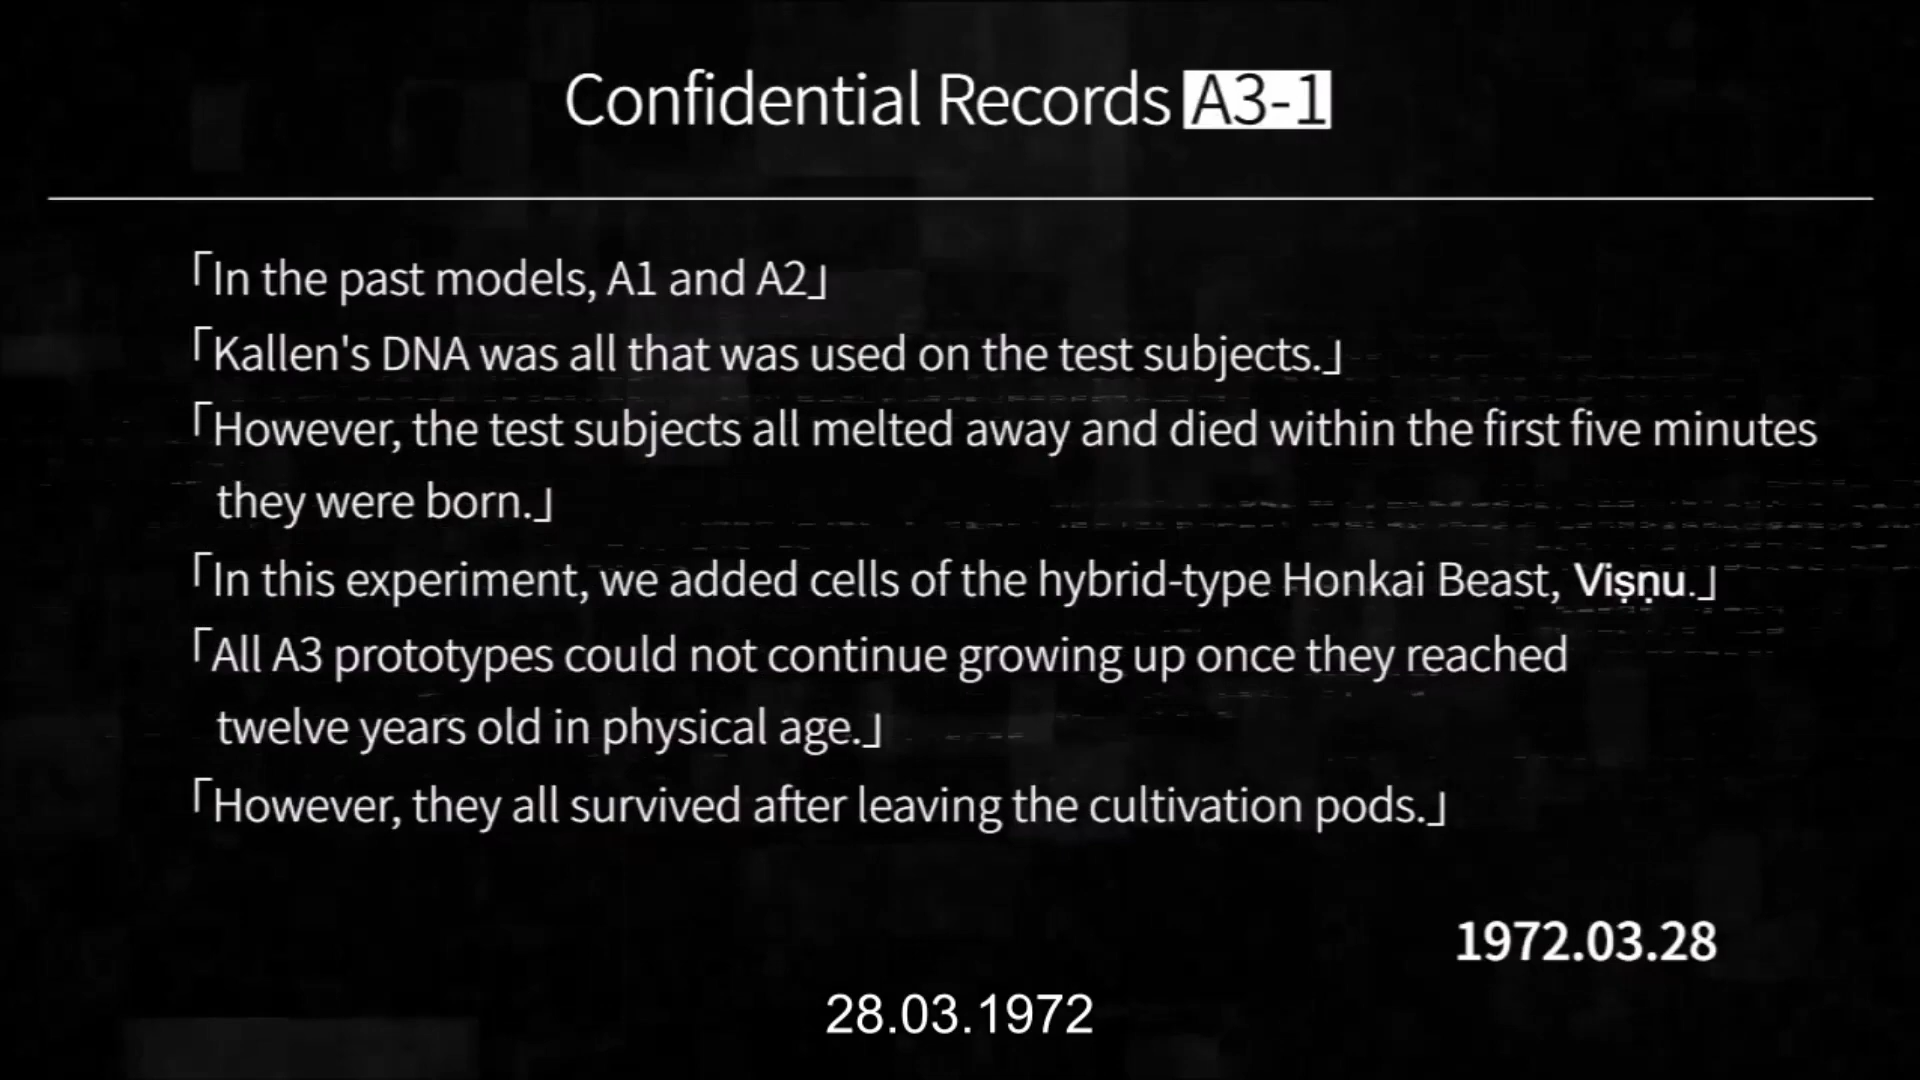 Confidential Records A3-1
「In the past models, A1 and A2」
「Kallen's DNA was all that was used on the test subjects.」
「However, the test subjects all melted away and died within the first five minutes
they were born.」
「In this experiment, we added cells of the hybrid-type Honkai Beast, Viṣṇu.」
「All A3 prototypes could not continue growing up once they reached
twelve years old in physical age.」
「However, they all survived after leaving the cultivation pods.」
1972.03.28
28.03.1972